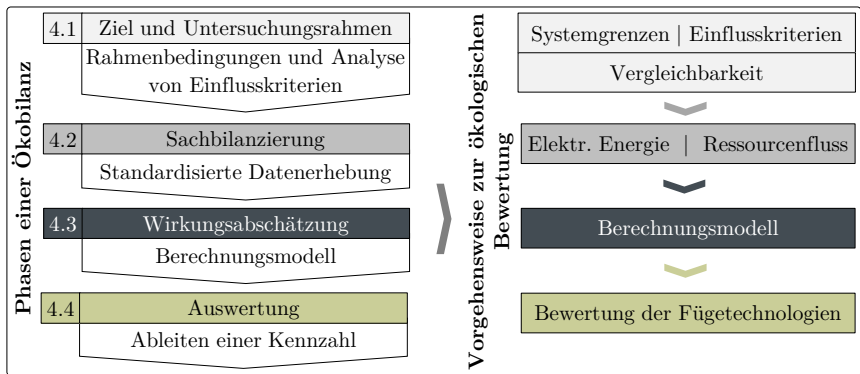 Phasen einer Ökobilanz
4.1 Ziel und Untersuchungsrahmen
Rahmenbedingungen und Analyse
von Einflusskriterien
4.2 Sachbilanzierung
Standardisierte Datenerhebung
4.3 Wirkungsabschätzung
Berechnungsmodell
4.4 Auswertung
Ableiten einer Kennzahl
Vorgehensweise zur ökologischen
Bewertung
Systemgrenzen | Einflusskriterien
Vergleichbarkeit
Elektr. Energie | Ressourcenfluss
Berechnungsmodell
Bewertung der Fügetechnologien